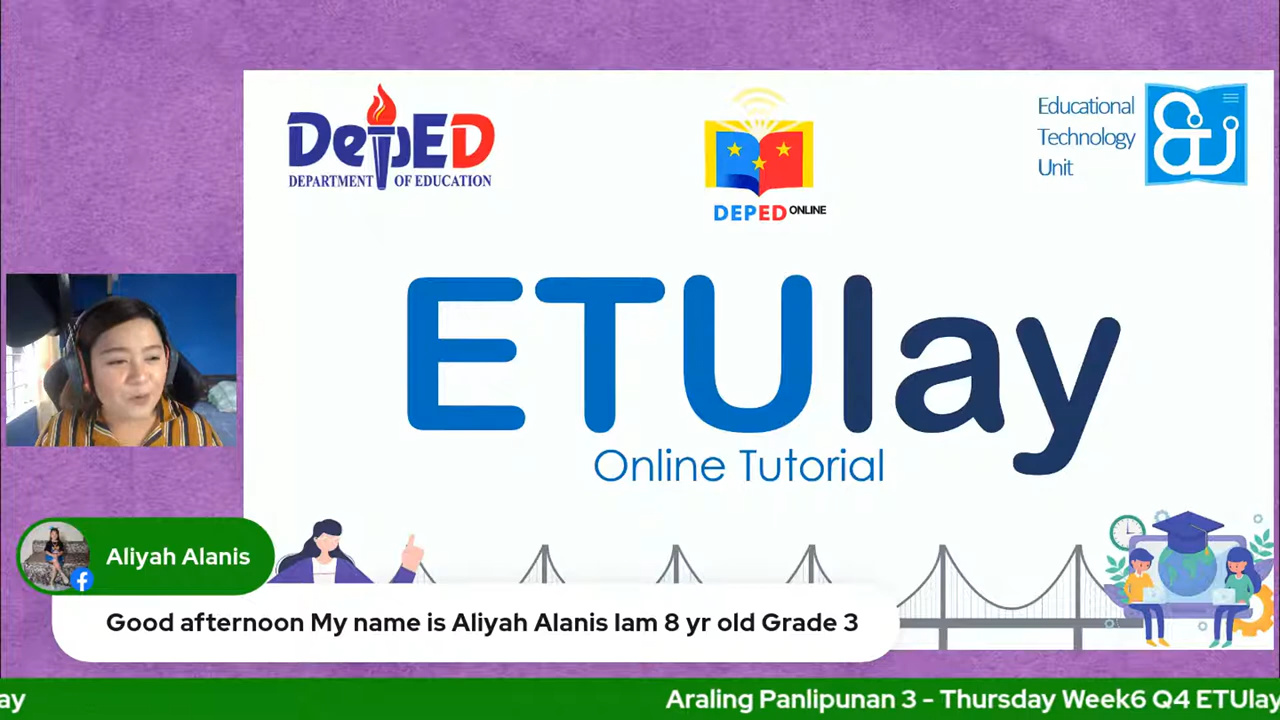 DepED
DEPARTMENT OF EDUCATION
DEPED ONLINE
Educational
Technology
Unit
ETUlay
Online Tutorial
Aliyah Alanis
Good afternoon My name is Aliyah Alanis Iam 8 yr old Grade 3
ay
Araling Panlipunan 3 - Thursday Week6 Q4 ETUlay